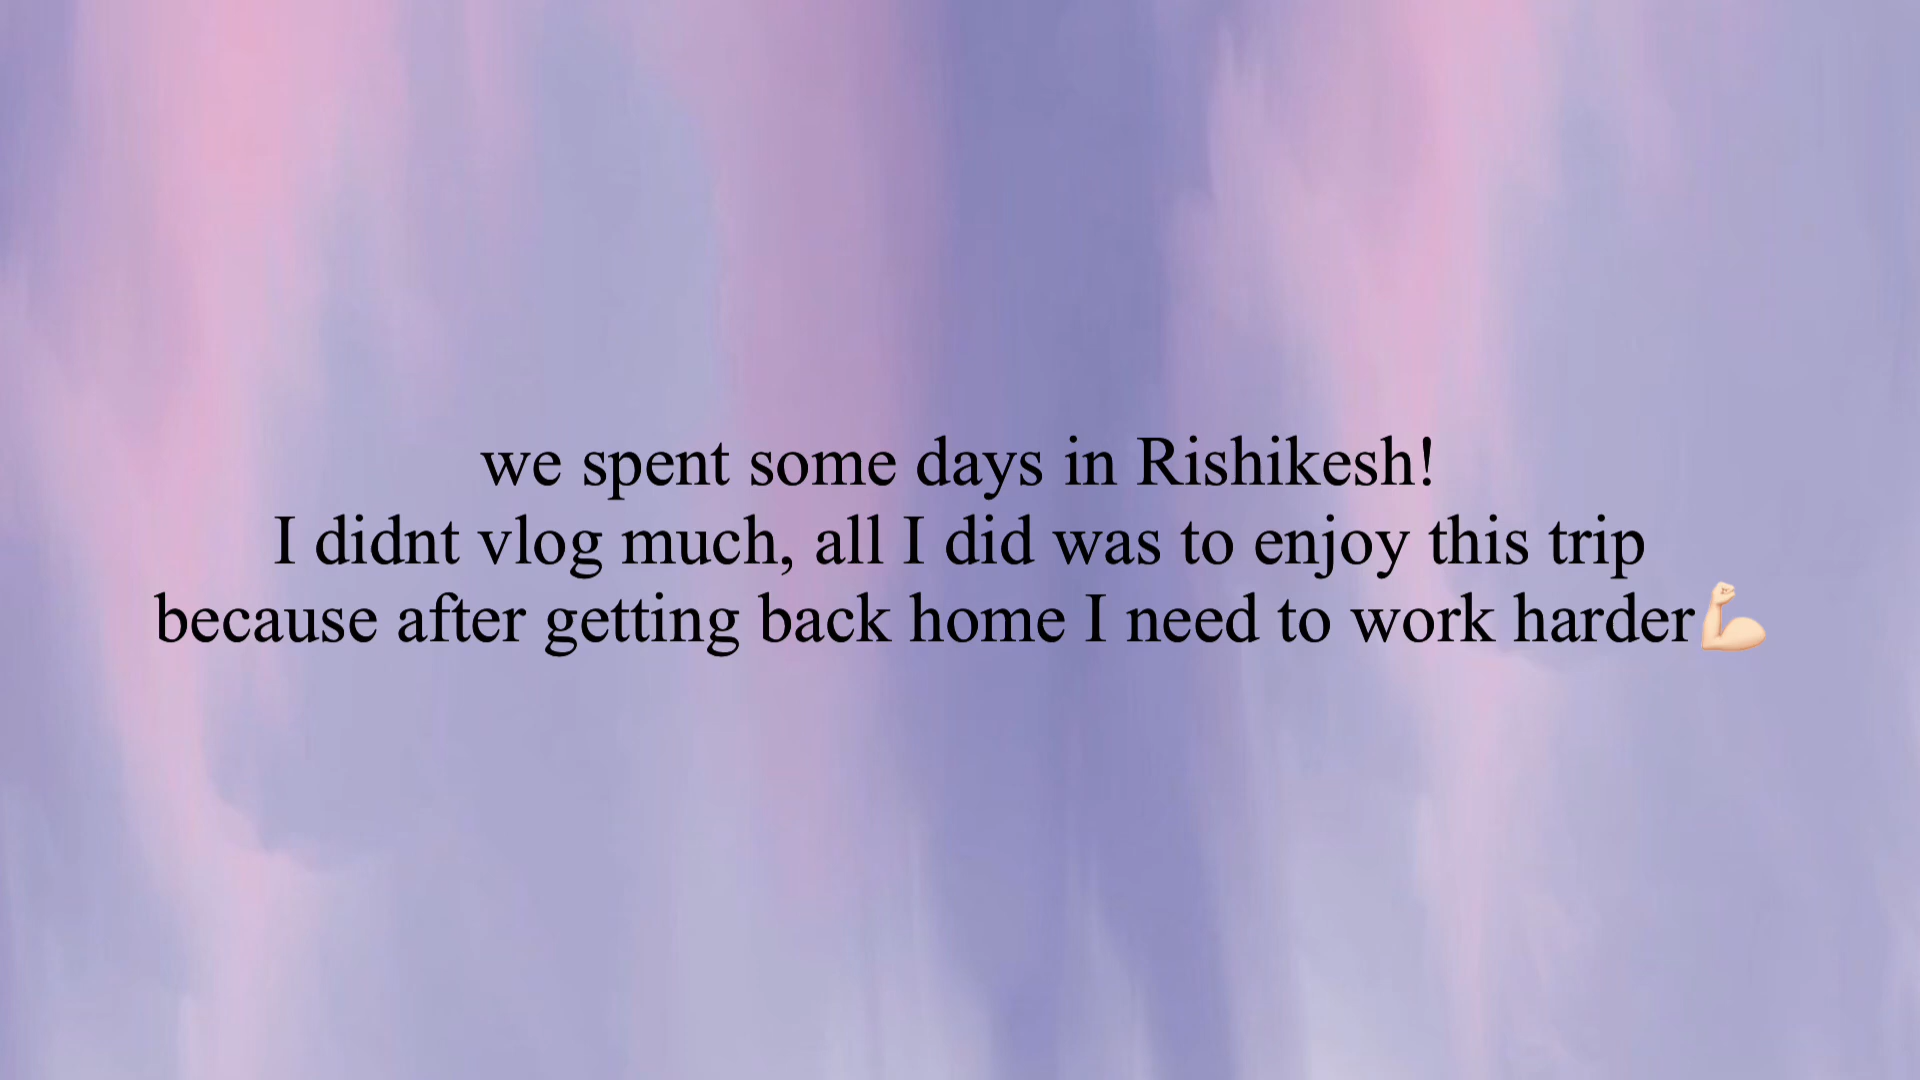 we spent some days in Rishikesh!
I didnt vlog much, all I did was to enjoy this trip
because after getting back home I need to work harder💪🏻